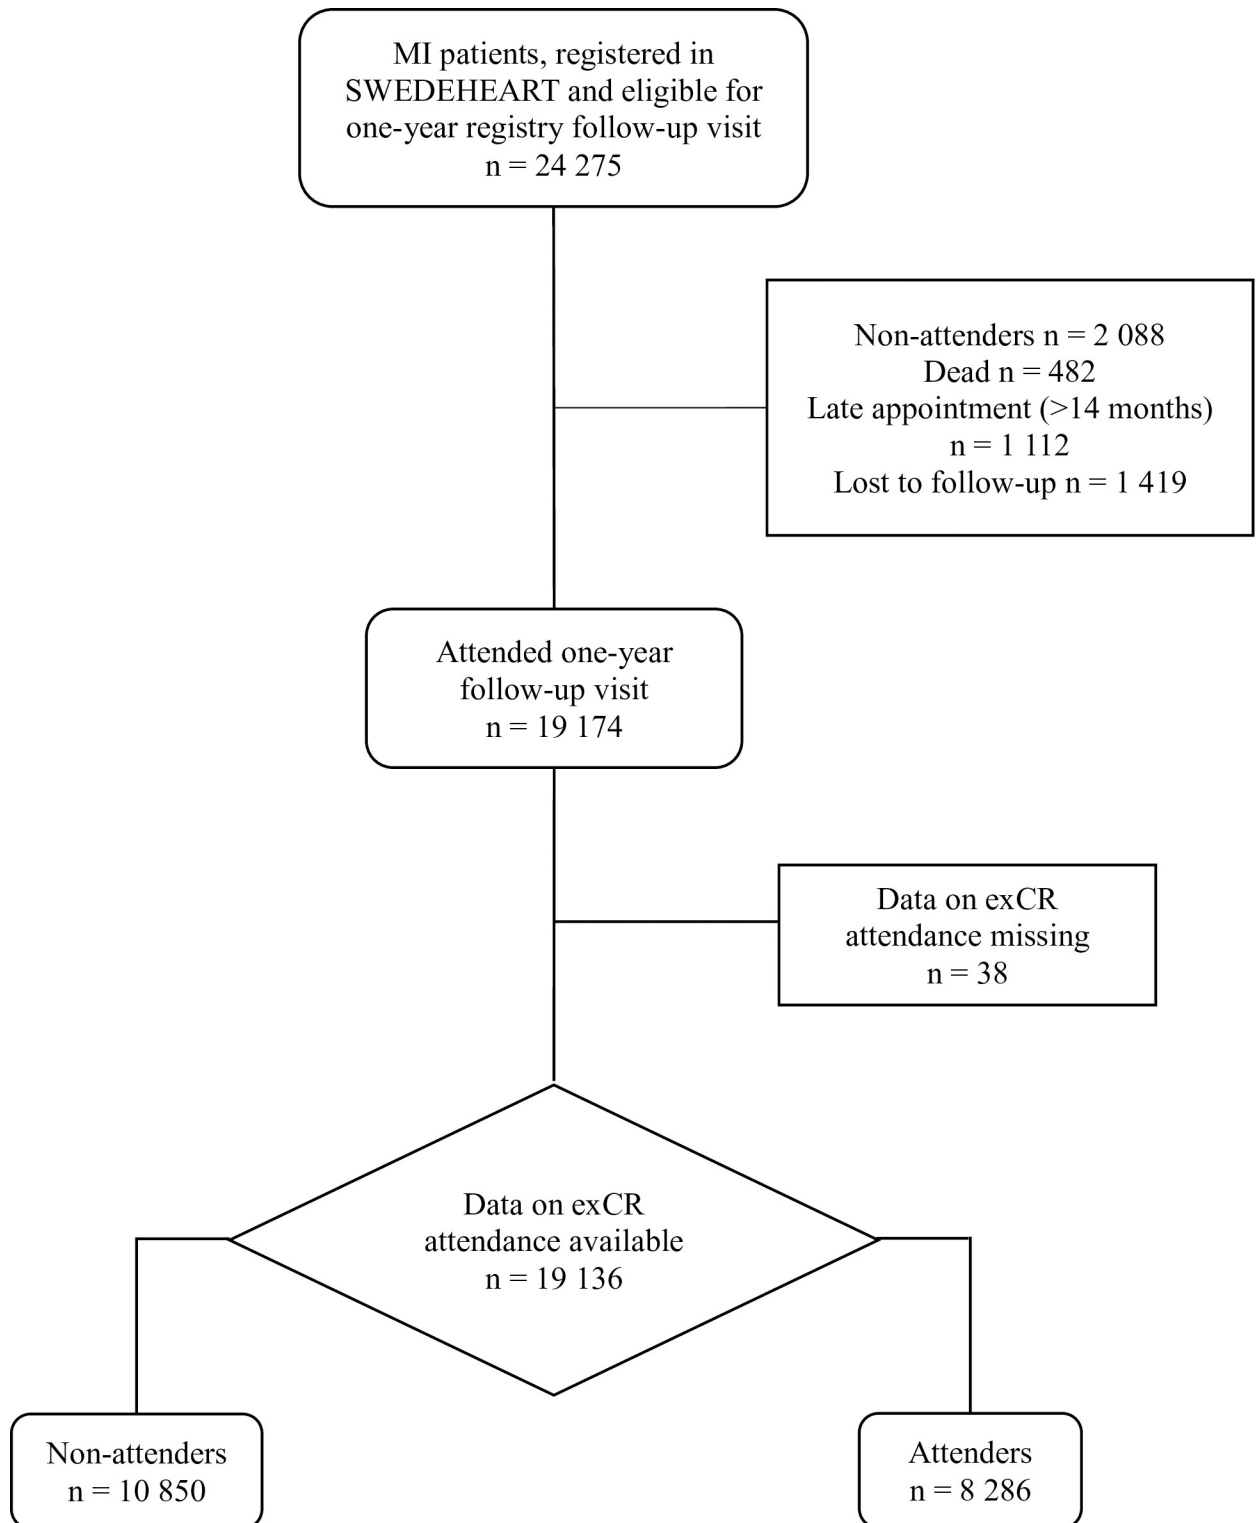 MI patients, registered in
SWEDEHEART and eligible for
one-year registry follow-up visit
n = 24 275
Non-attenders n = 2 088
Dead n = 482
Late appointment (>14 months)
n = 1 112
Lost to follow-up n = 1 419
Attended one-year
follow-up visit
n = 19 174
Data on exCR
attendance missing
n = 38
Data on exCR
attendance available
n = 19 136
Non-attenders
n = 10 850
Attenders
n = 8 286